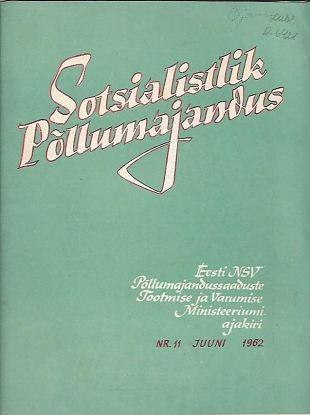 Sotsialistlik
Põllumajandus
Eesti NSV
Põllumajandussaaduste
Tootmise ja Varumise
Ministeeriumi
ajakiri
NR. 11 JUUNI 1962